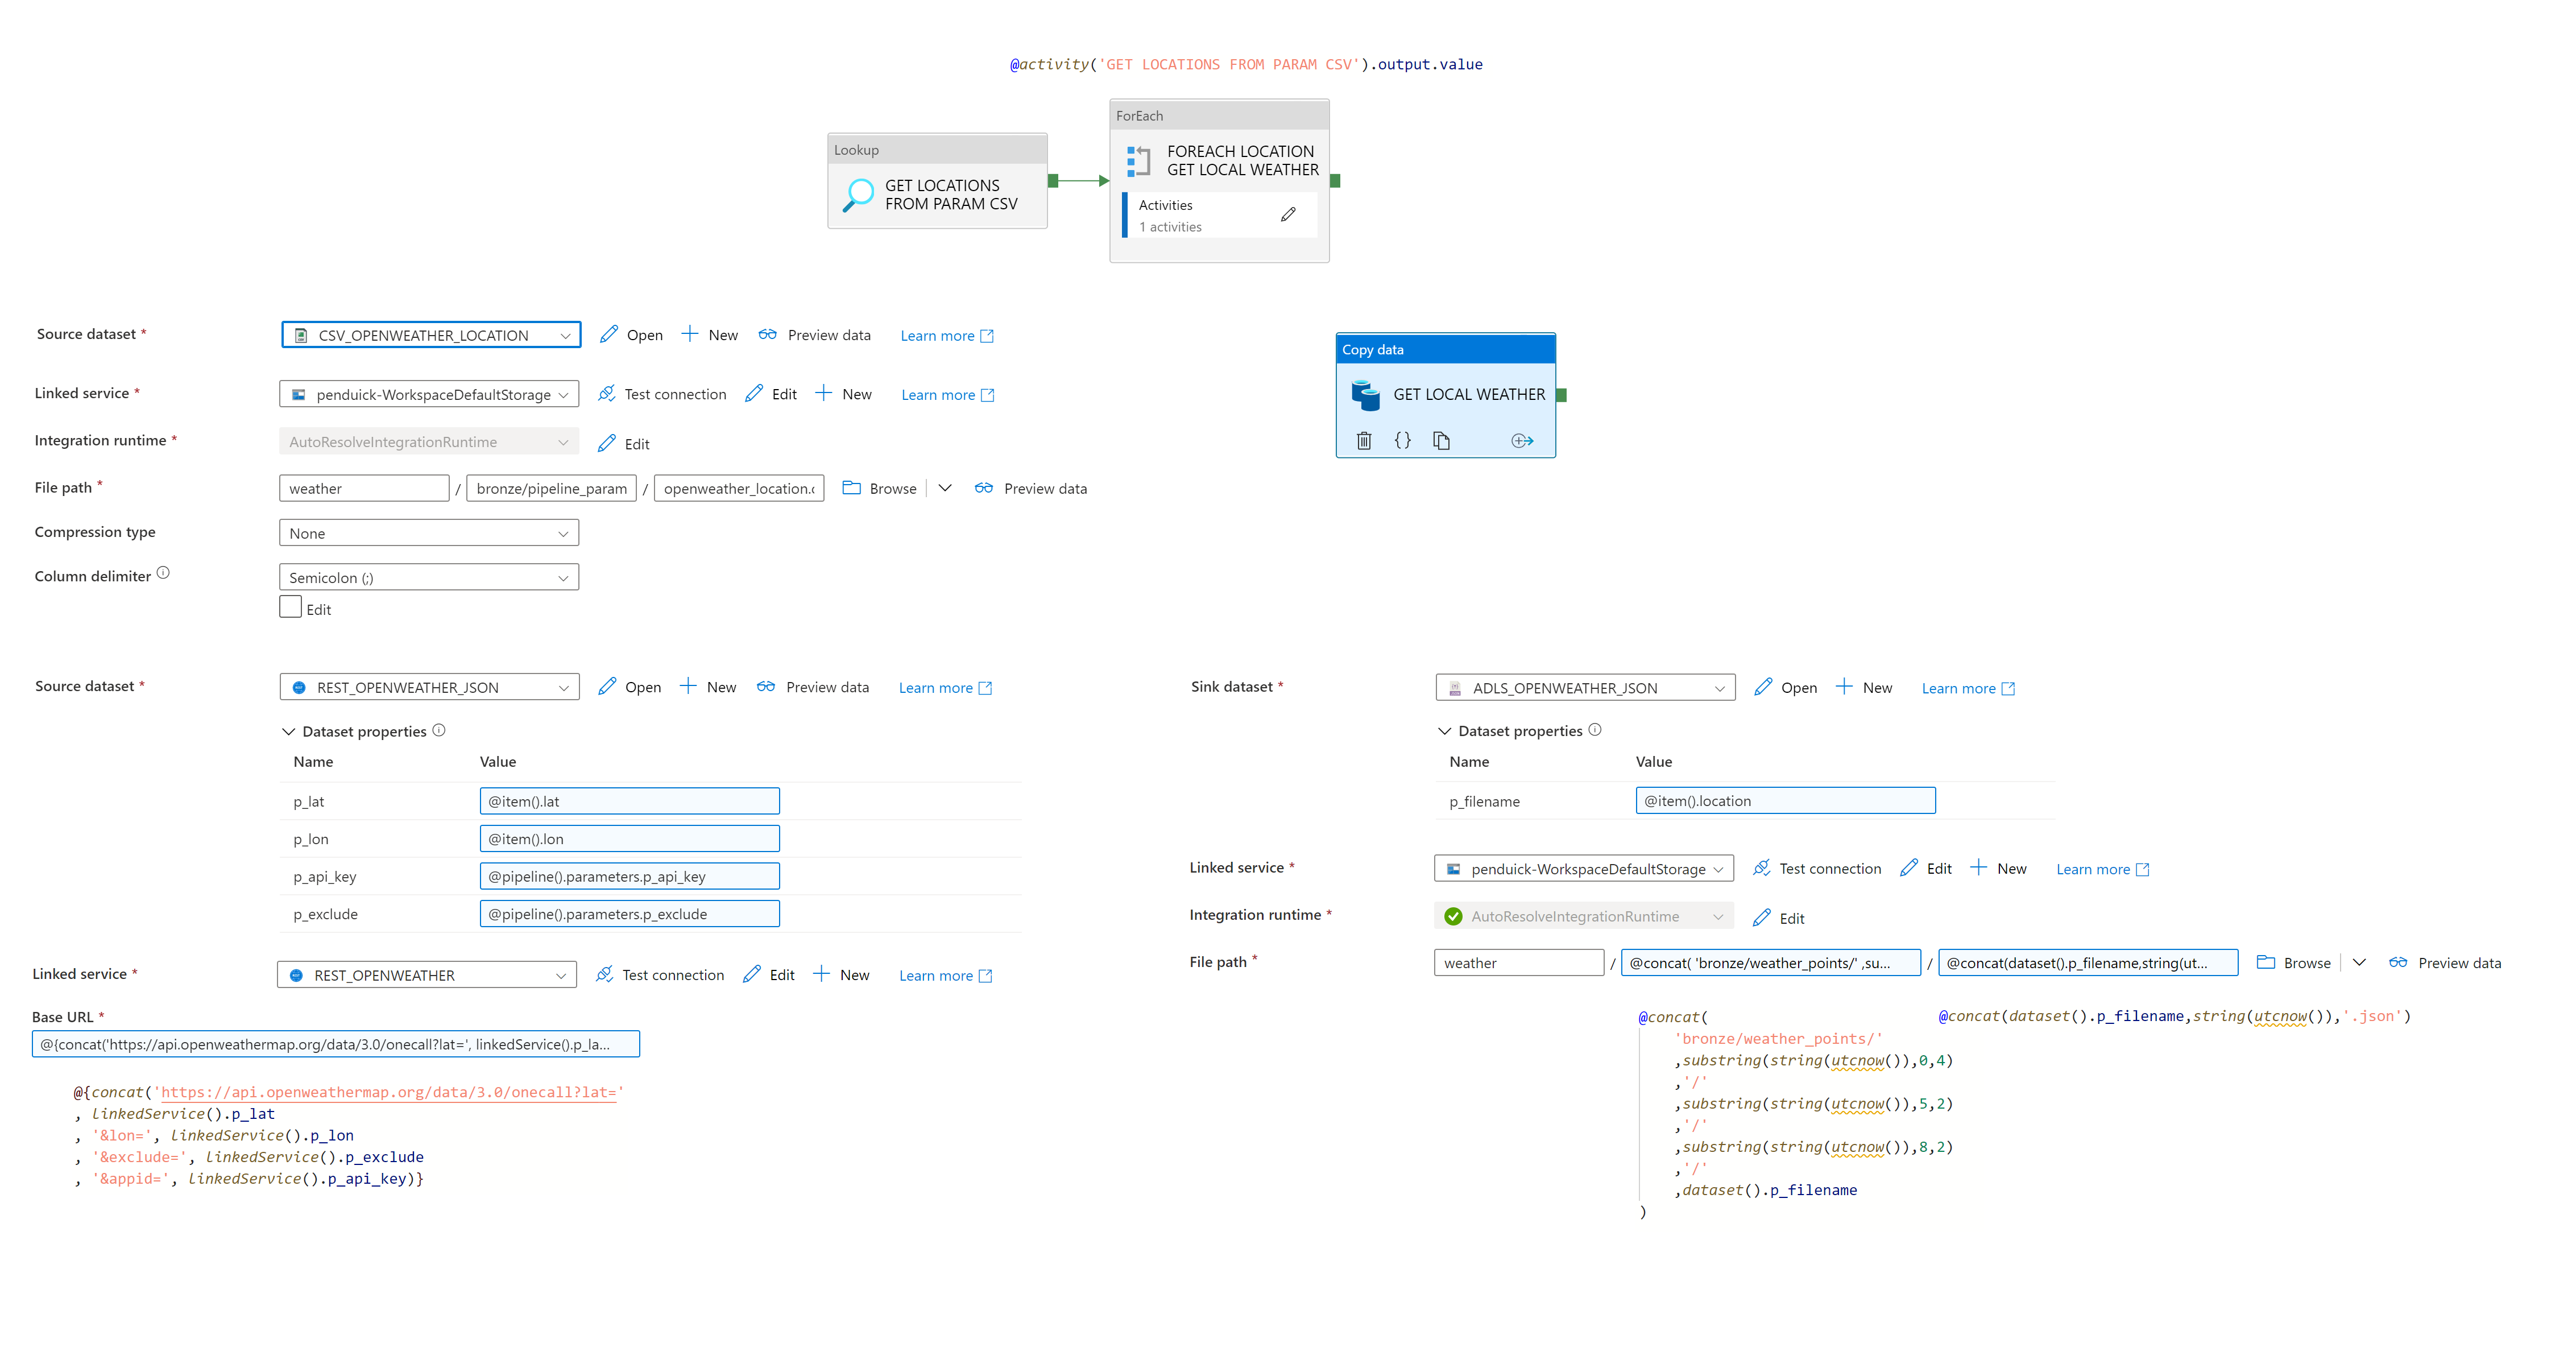 @activity('GET LOCATIONS FROM PARAM CSV').output.value
Lookup
GET LOCATIONS
FROM PARAM CSV
ForEach
FOREACH LOCATION
GET LOCAL WEATHER
Activities
1 activities
Source dataset *
CSV_OPENWEATHER_LOCATION
Open
New
Preview data
Learn more
Linked service *
penduick-WorkspaceDefaultStorage
Test connection
Edit
New
Learn more
Integration runtime *
AutoResolveIntegrationRuntime
Edit
File path *
weather / bronze/pipeline_param / openweather_location.c
Browse
Preview data
Compression type
None
Column delimiter
Semicolon (;)
Edit
Copy data
GET LOCAL WEATHER
Source dataset *
REST_OPENWEATHER_JSON
Open
New
Preview data
Learn more
Dataset properties
Name Value
p_lat @item().lat
p_lon @item().lon
p_api_key @pipeline().parameters.p_api_key
p_exclude @pipeline().parameters.p_exclude
Linked service *
REST_OPENWEATHER
Test connection
Edit
New
Learn more
Base URL *
@{concat('https://api.openweathermap.org/data/3.0/onecall?lat=', linkedService().p_la...
@{concat('https://api.openweathermap.org/data/3.0/onecall?lat='
, linkedService().p_lat
, '&lon=', linkedService().p_lon
, '&exclude=', linkedService().p_exclude
, '&appid=', linkedService().p_api_key)}
Sink dataset *
ADLS_OPENWEATHER_JSON
Open
New
Learn more
Dataset properties
Name Value
p_filename @item().location
Linked service *
penduick-WorkspaceDefaultStorage
Test connection
Edit
New
Learn more
Integration runtime *
AutoResolveIntegrationRuntime
Edit
File path *
weather / @concat( 'bronze/weather_points/' ,su... / @concat(dataset().p_filename,string(ut...
Browse
Preview data
@concat(
'bronze/weather_points/'
,substring(string(utcnow()),0,4)
,'/'
,substring(string(utcnow()),5,2)
,'/'
,substring(string(utcnow()),8,2)
,'/'
,dataset().p_filename
)
@concat(dataset().p_filename,string(utcnow()),'.json')